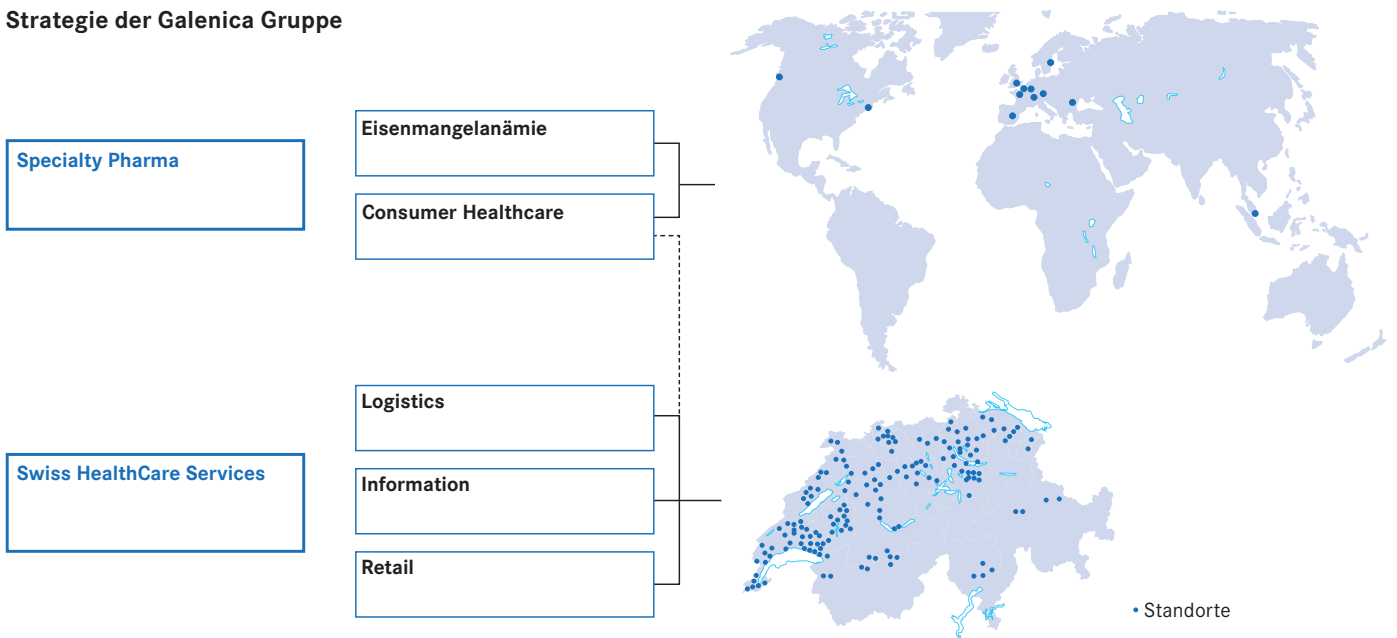 Strategie der Galenica Gruppe
Specialty Pharma
Eisenmangelanämie
Consumer Healthcare
Swiss HealthCare Services
Logistics
Information
Retail
Standorte